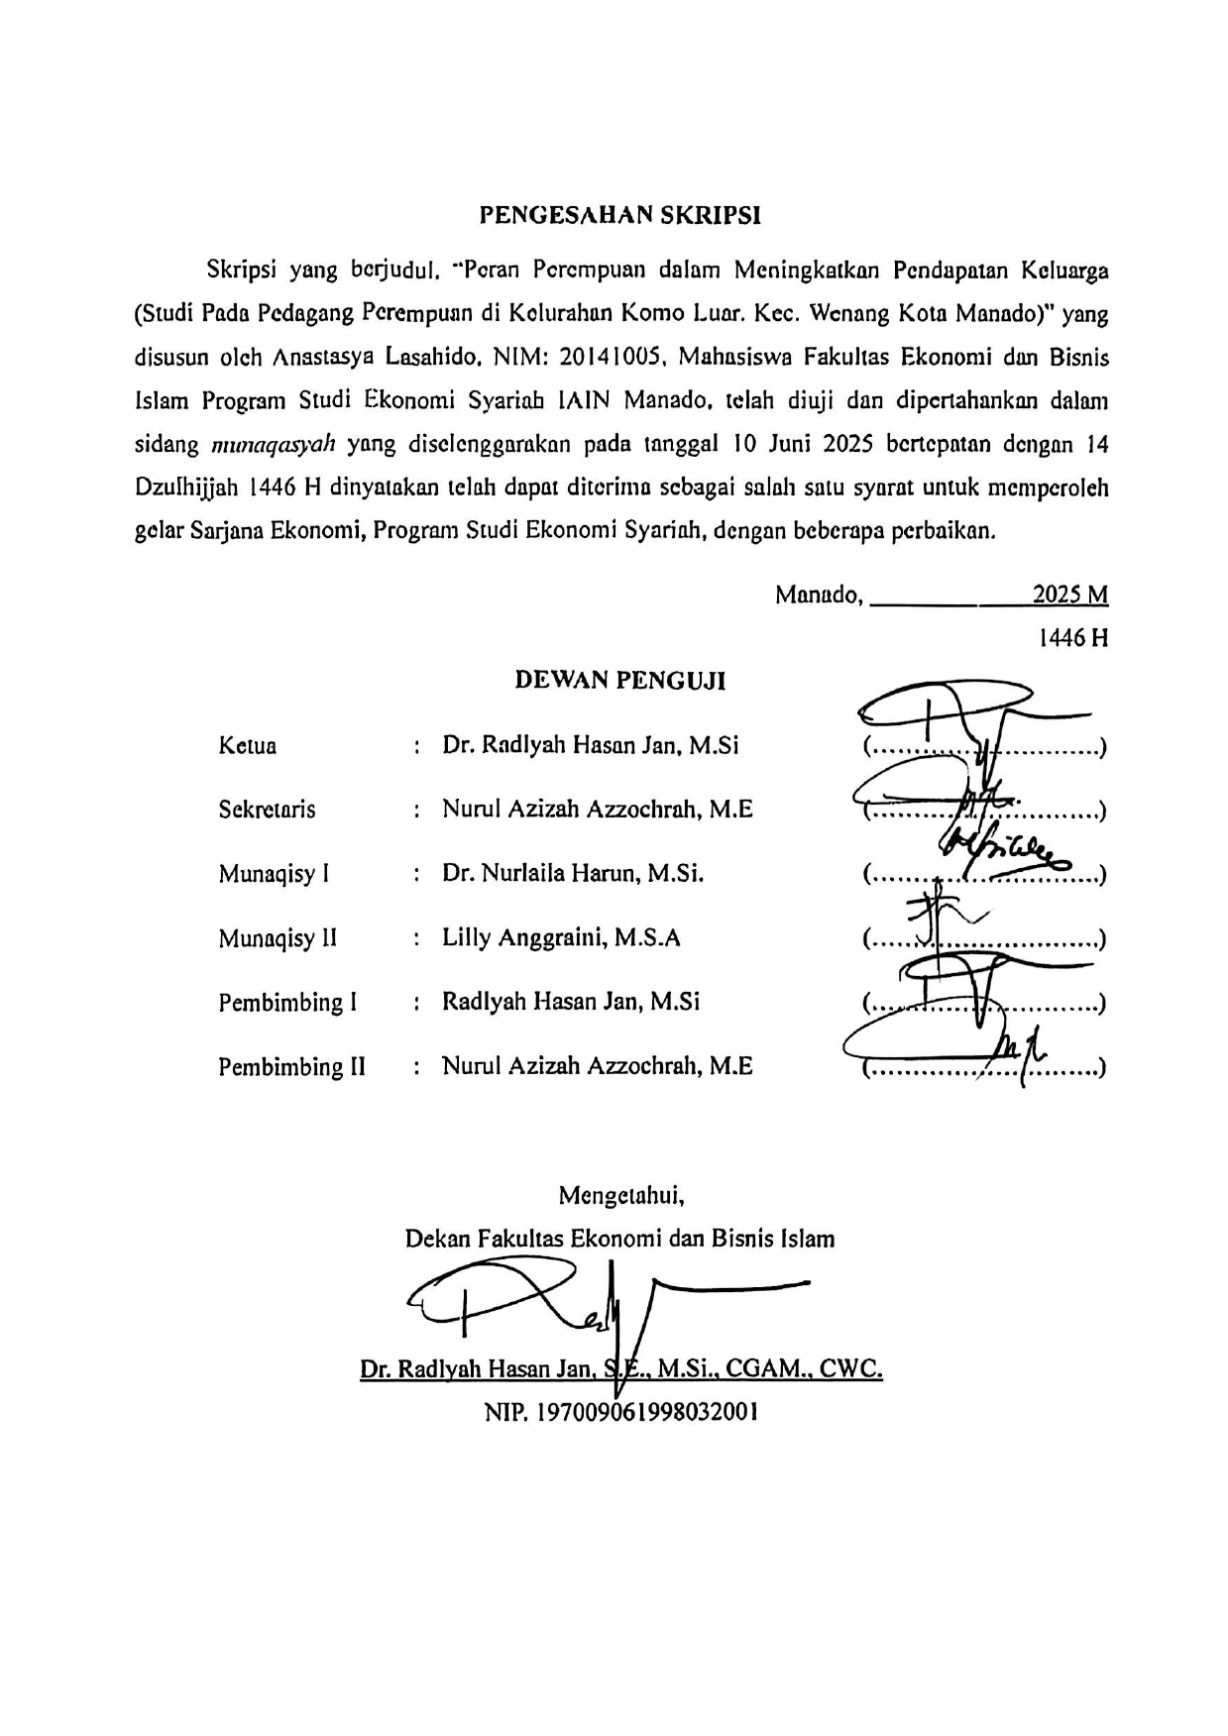 PENGESAHAN SKRIPSI
Skripsi yang berjudul, "Peran Perempuan dalam Meningkatkan Pendapatan Keluarga
(Studi Pada Pedagang Perempuan di Kelurahan Komo Luar. Kec. Wenang Kota Manado)" yang
disusun oleh Anastasya Lasahido, NIM: 20141005, Mahasiswa Fakultas Ekonomi dan Bisnis
Islam Program Studi Ekonomi Syariah IAIN Manado, telah diuji dan dipertahankan dalam
sidang munaqasyah yang diselenggarakan pada tanggal 10 Juni 2025 bertepatan dengan 14
Dzulhijjah 1446 H dinyatakan telah dapat diterima sebagai salah satu syarat untuk memperoleh
gelar Sarjana Ekonomi, Program Studi Ekonomi Syariah, dengan beberapa perbaikan.
Manado, __________ 2025 M
1446 H
DEWAN PENGUJI
Ketua : Dr. Radlyah Hasan Jan, M.Si (....................)
Sekretaris : Nurul Azizah Azzochrah, M.E (....................)
Munaqisy I : Dr. Nurlaila Harun, M.Si. (....................)
Munaqisy II : Lilly Anggraini, M.S.A (....................)
Pembimbing I : Radlyah Hasan Jan, M.Si (....................)
Pembimbing II : Nurul Azizah Azzochrah, M.E (....................)
Mengetahui,
Dekan Fakultas Ekonomi dan Bisnis Islam
Dr. Radlyah Hasan Jan, S.E., M.Si., CGAM., CWC.
NIP. 197009061998032001